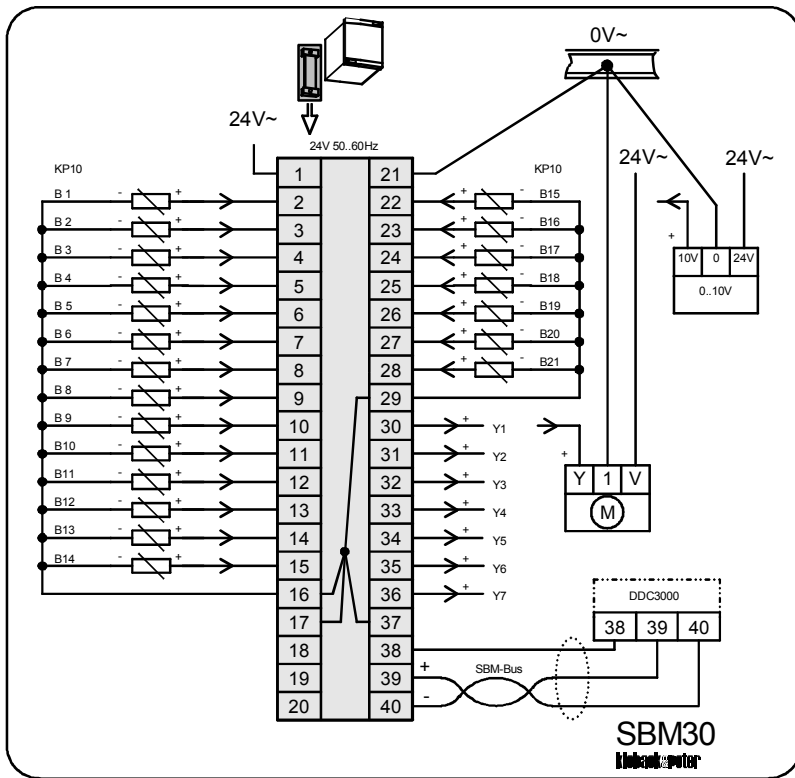 0V~
24V~
24V 50..60Hz
24V~ 24V~
KP10 1 21 KP10
B 1 - + 2 22 + - B15
B 2 - + 3 23 + - B16
B 3 - + 4 24 + - B17
B 4 - + 5 25 + - B18
B 5 - + 6 26 + - B19
B 6 - + 7 27 + - B20
B 7 - + 8 28 + - B21
+
10V 0 24V
0..10V
B 8 - + 9 29
B 9 - + 10 30 + Y1
B10 - + 11 31 + Y2
B11 - + 12 32 + Y3
B12 - + 13 33 + Y4
B13 - + 14 34 + Y5
B14 - + 15 35 + Y6
16 36 + Y7
+
Y 1 V
M
17 37
18 38
19 39 + SBM-Bus
20 40 -
DDC3000
38 39 40
SBM30